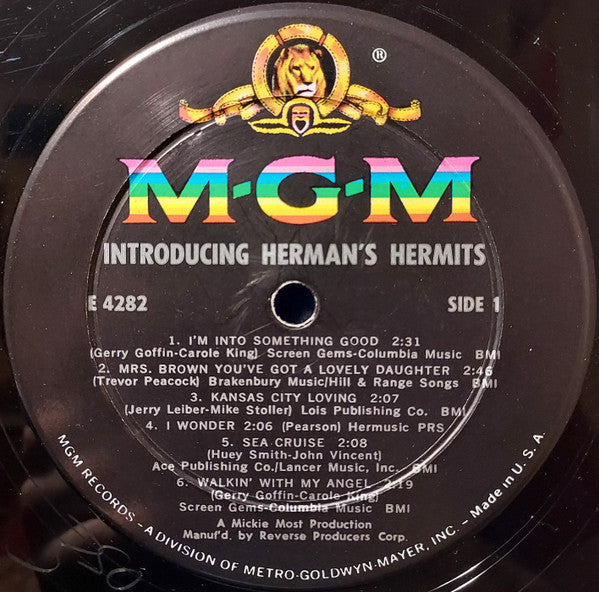 ®
M-G-M
INTRODUCING HERMAN'S HERMITS
E 4282
SIDE 1
1. I'M INTO SOMETHING GOOD 2:31
(Gerry Goffin-Carole King) Screen Gems-Columbia Music BMI
2. MRS. BROWN YOU'VE GOT A LOVELY DAUGHTER 2:46
(Trevor Peacock) Brakenbury Music/Hill & Range Songs BMI
3. KANSAS CITY LOVING 2:07
(Jerry Leiber-Mike Stoller) Lois Publishing Co. BMI
4. I WONDER 2:06 (Pearson) Hermusic PRS
5. SEA CRUISE 2:08
(Huey Smith-John Vincent)
Ace Publishing Co./Lancer Music, Inc. BMI
6. WALKIN' WITH MY ANGEL 2:19
(Gerry Goffin-Carole King)
Screen Gems-Columbia Music BMI
A Mickie Most Production
Manuf'd. by Reverse Producers Corp.
MGM RECORDS - A DIVISION OF METRO-GOLDWYN-MAYER, INC. - Made in U. S. A.